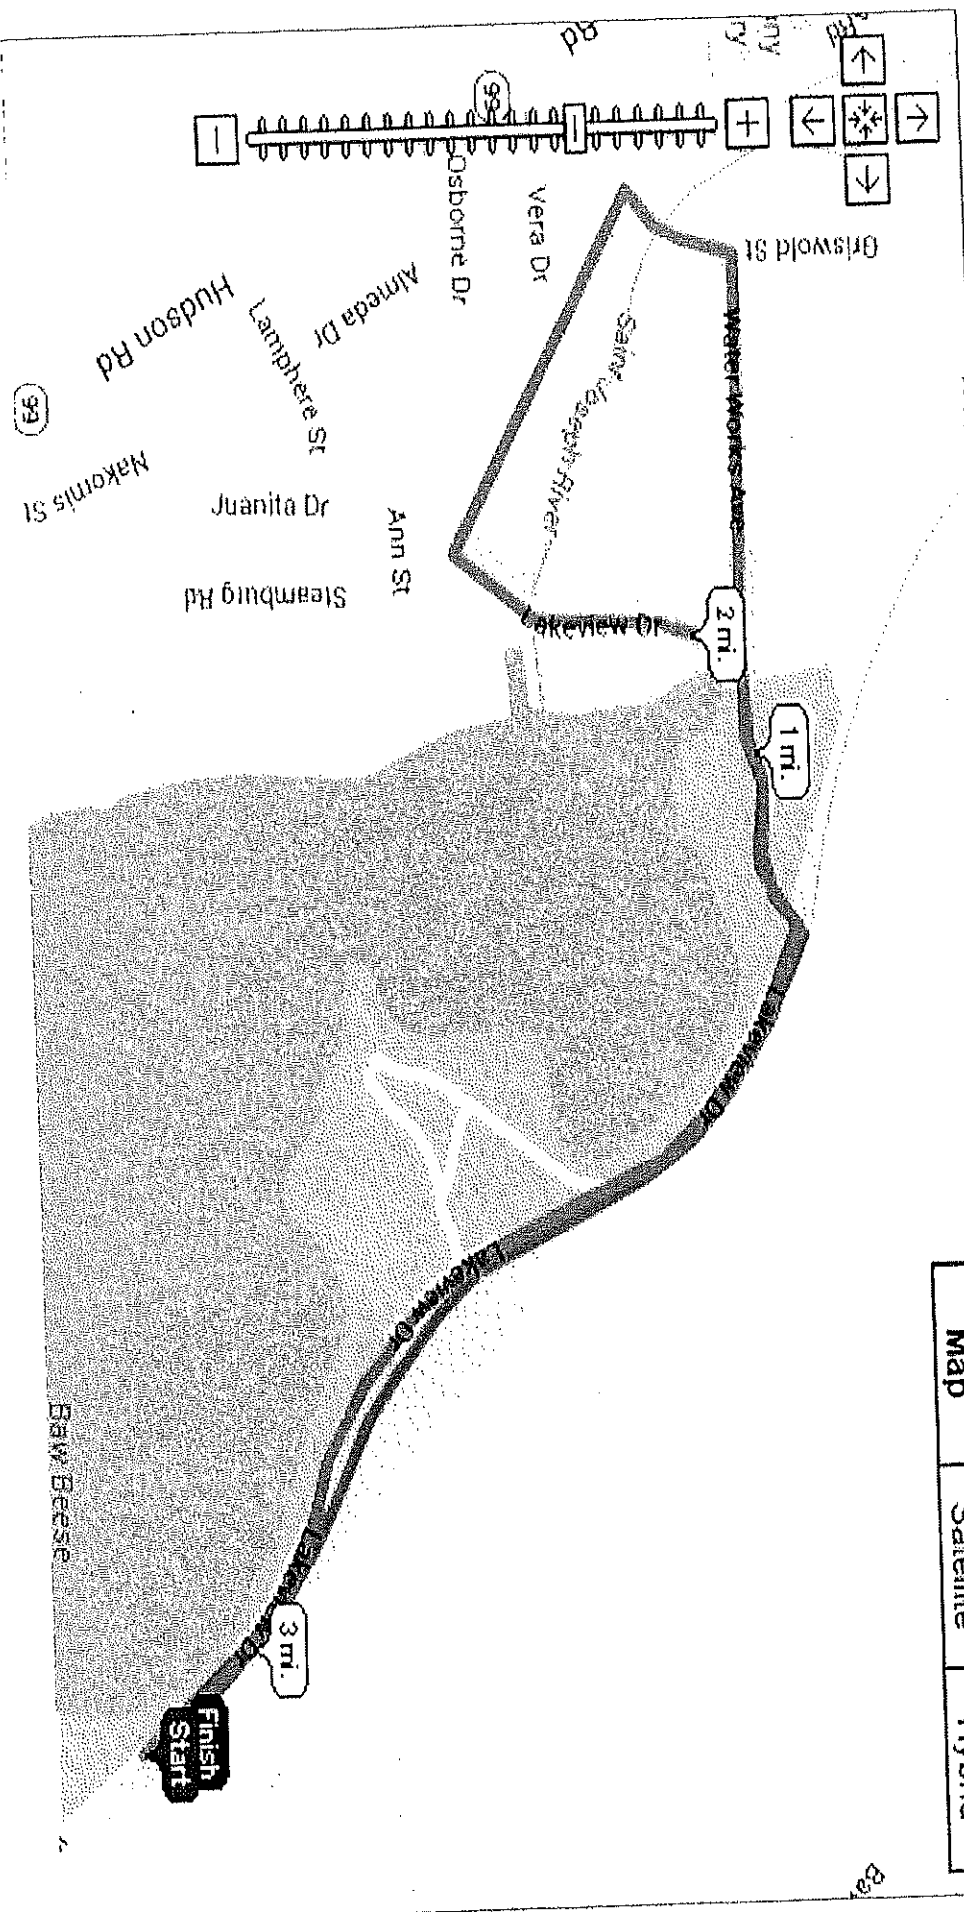 Map
Satellite
Hybrid
Rd
Griswold St
Water Works Ave
Vera Dr
Osborne Dr
99
Saint Joseph River
Almeda Dr
Lamphere St
Hudson Rd
99
Nakomis St
Juanita Dr
Ann St
Steamburg Rd
Lakeview Dr
2 mi.
1 mi.
Lakeview Dr
Lakeview Dr
Lakeview Dr
3 mi.
Finish
Start
Baw Beese